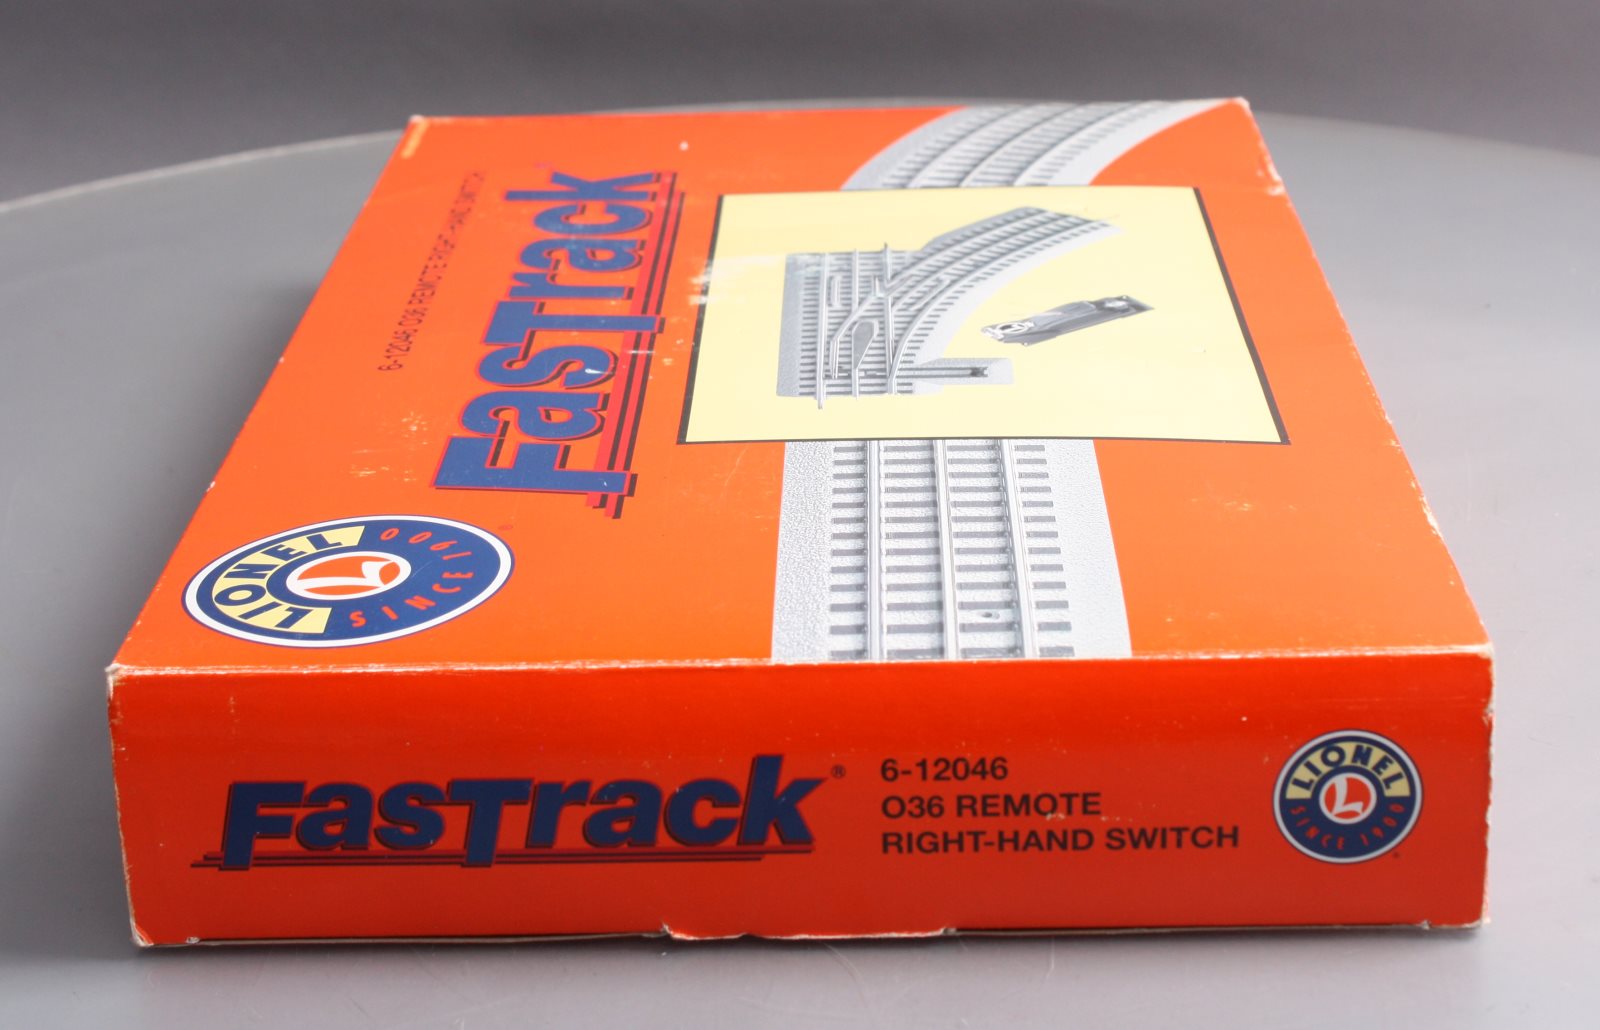 6-12046 O36 REMOTE RIGHT-HAND SWITCH
FasTrack
LIONEL
SINCE 1900
L
FasTrack®
6-12046
O36 REMOTE
RIGHT-HAND SWITCH
LIONEL
SINCE 1900
L